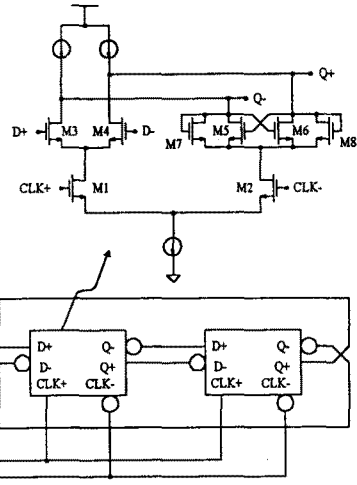 Q+
Q-
D+ M3 M4 D- M5 M6
M7 M8
CLK+ M1 M2 CLK-
D+ Q- D+ Q-
D- Q+ D- Q+
CLK+ CLK- CLK+ CLK-